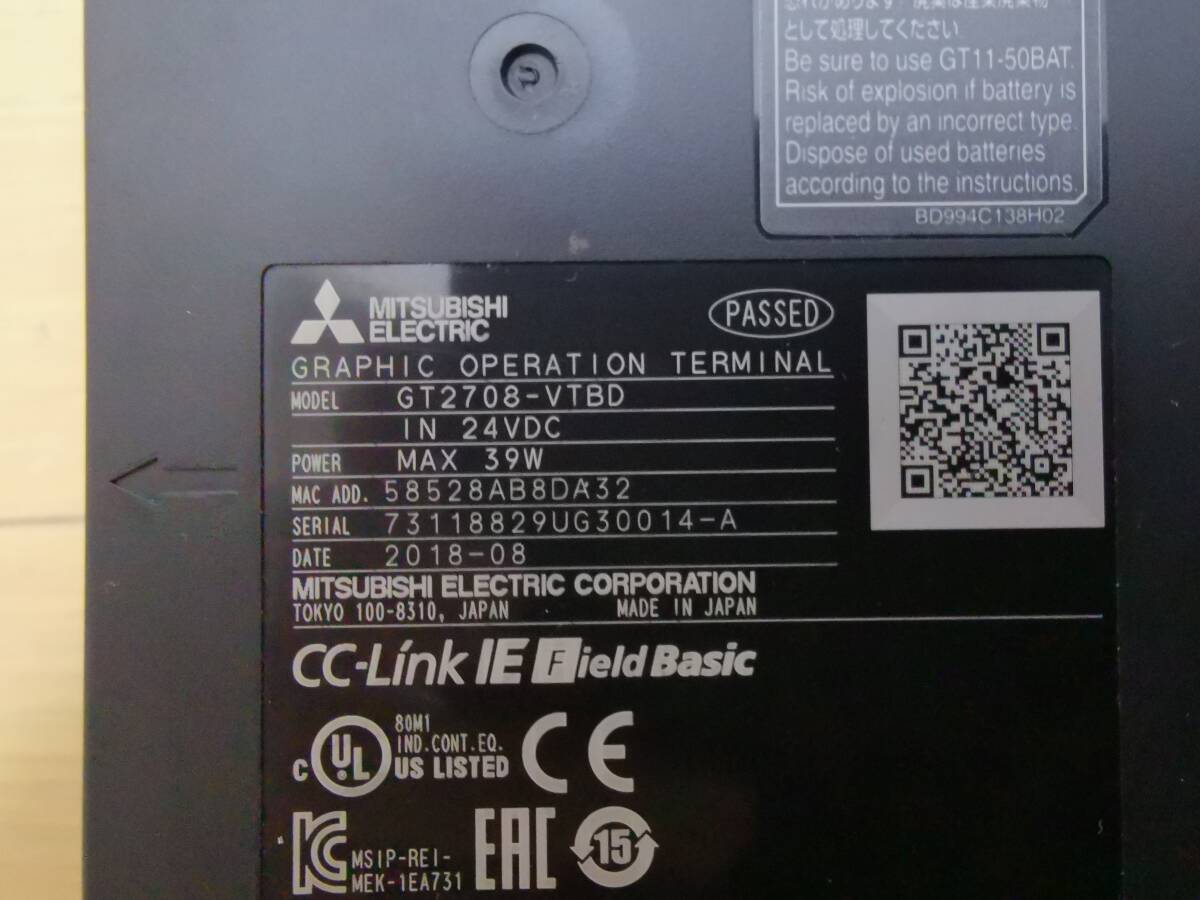 として処理してください
Be sure to use GT11-50BAT.
Risk of explosion if battery is
replaced by an incorrect type.
Dispose of used batteries
according to the instructions.
BD994C138H02
MITSUBISHI
ELECTRIC
PASSED
GRAPHIC OPERATION TERMINAL
MODEL GT2708-VTBD
IN 24VDC
POWER MAX 39W
MAC ADD. 58528AB8DA32
SERIAL 73118829UG30014-A
DATE 2018-08
MITSUBISHI ELECTRIC CORPORATION
TOKYO 100-8310, JAPAN MADE IN JAPAN
CC-Link IE Field Basic
80M1
IND.CONT.EQ.
c UL US LISTED
CE
KC MSIP-REI-
MEK-1EA731
EAC
15